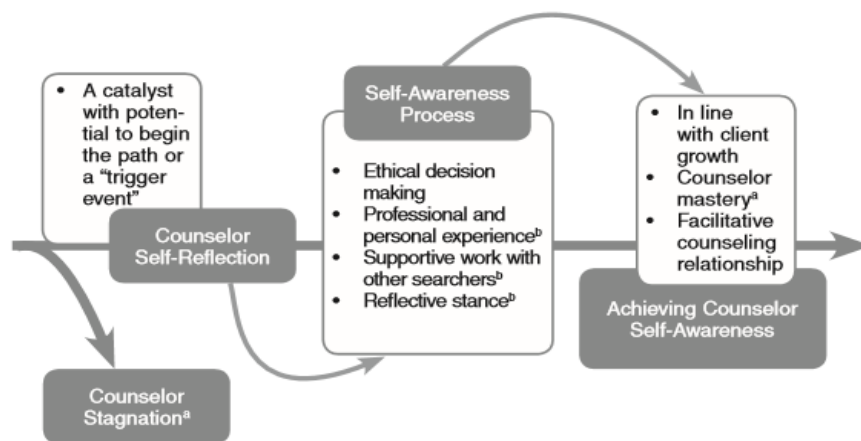 • A catalyst
with poten-
tial to begin
the path or
a “trigger
event”
Counselor
Self-Reflection
Counselor
Stagnationᵃ
Self-Awareness
Process
• Ethical decision
making
• Professional and
personal experienceᵇ
• Supportive work with
other searchersᵇ
• Reflective stanceᵇ
• In line
with client
growth
• Counselor
masteryᵃ
• Facilitative
counseling
relationship
Achieving Counselor
Self-Awareness